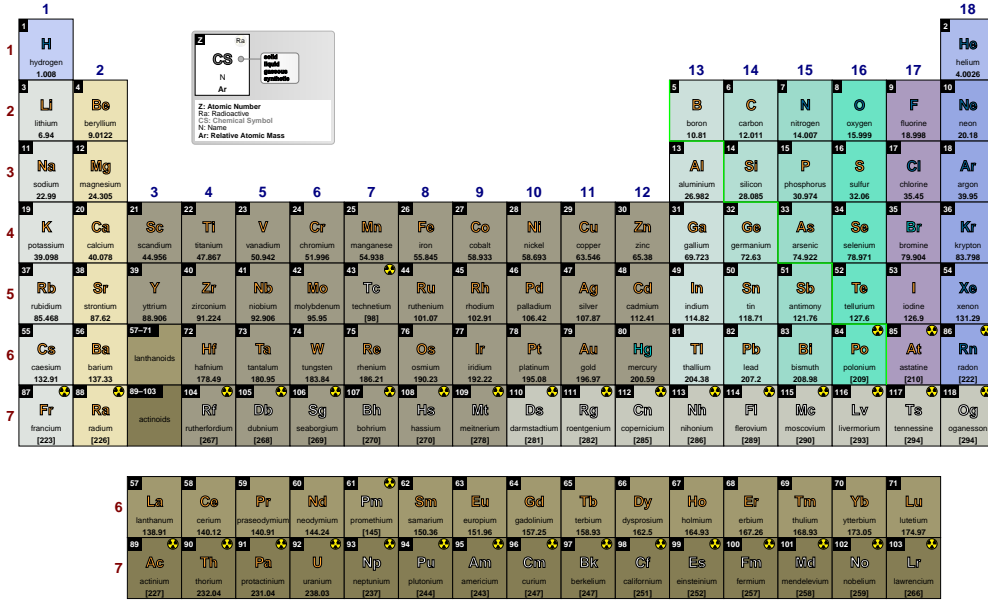 1 18
1 1 H hydrogen 1.008 2 He helium 4.0026
Z Ra
CS
N
Ar
solid
liquid
gaseous
synthetic
Z: Atomic Number
Ra: Radioactive
CS: Chemical Symbol
N: Name
Ar: Relative Atomic Mass
2 13 14 15 16 17
2 3 Li lithium 6.94 4 Be beryllium 9.0122 5 B boron 10.81 6 C carbon 12.011 7 N nitrogen 14.007 8 O oxygen 15.999 9 F fluorine 18.998 10 Ne neon 20.18
3 11 Na sodium 22.99 12 Mg magnesium 24.305 13 Al aluminium 26.982 14 Si silicon 28.085 15 P phosphorus 30.974 16 S sulfur 32.06 17 Cl chlorine 35.45 18 Ar argon 39.95
3 4 5 6 7 8 9 10 11 12
4 19 K potassium 39.098 20 Ca calcium 40.078 21 Sc scandium 44.956 22 Ti titanium 47.867 23 V vanadium 50.942 24 Cr chromium 51.996 25 Mn manganese 54.938 26 Fe iron 55.845 27 Co cobalt 58.933 28 Ni nickel 58.693 29 Cu copper 63.546 30 Zn zinc 65.38 31 Ga gallium 69.723 32 Ge germanium 72.63 33 As arsenic 74.922 34 Se selenium 78.971 35 Br bromine 79.904 36 Kr krypton 83.798
5 37 Rb rubidium 85.468 38 Sr strontium 87.62 39 Y yttrium 88.906 40 Zr zirconium 91.224 41 Nb niobium 92.906 42 Mo molybdenum 95.95 43 Tc technetium [98] 44 Ru ruthenium 101.07 45 Rh rhodium 102.91 46 Pd palladium 106.42 47 Ag silver 107.87 48 Cd cadmium 112.41 49 In indium 114.82 50 Sn tin 118.71 51 Sb antimony 121.76 52 Te tellurium 127.6 53 I iodine 126.9 54 Xe xenon 131.29
6 55 Cs caesium 132.91 56 Ba barium 137.33 57–71 lanthanoids 72 Hf hafnium 178.49 73 Ta tantalum 180.95 74 W tungsten 183.84 75 Re rhenium 186.21 76 Os osmium 190.23 77 Ir iridium 192.22 78 Pt platinum 195.08 79 Au gold 196.97 80 Hg mercury 200.59 81 Tl thallium 204.38 82 Pb lead 207.2 83 Bi bismuth 208.98 84 Po polonium [209] 85 At astatine [210] 86 Rn radon [222]
7 87 Fr francium [223] 88 Ra radium [226] 89–103 actinoids 104 Rf rutherfordium [267] 105 Db dubnium [268] 106 Sg seaborgium [269] 107 Bh bohrium [270] 108 Hs hassium [270] 109 Mt meitnerium [278] 110 Ds darmstadtium [281] 111 Rg roentgenium [282] 112 Cn copernicium [285] 113 Nh nihonium [286] 114 Fl flerovium [289] 115 Mc moscovium [290] 116 Lv livermorium [293] 117 Ts tennessine [294] 118 Og oganesson [294]
6 57 La lanthanum 138.91 58 Ce cerium 140.12 59 Pr praseodymium 140.91 60 Nd neodymium 144.24 61 Pm promethium [145] 62 Sm samarium 150.36 63 Eu europium 151.96 64 Gd gadolinium 157.25 65 Tb terbium 158.93 66 Dy dysprosium 162.5 67 Ho holmium 164.93 68 Er erbium 167.26 69 Tm thulium 168.93 70 Yb ytterbium 173.05 71 Lu lutetium 174.97
7 89 Ac actinium [227] 90 Th thorium 232.04 91 Pa protactinium 231.04 92 U uranium 238.03 93 Np neptunium [237] 94 Pu plutonium [244] 95 Am americium [243] 96 Cm curium [247] 97 Bk berkelium [247] 98 Cf californium [251] 99 Es einsteinium [252] 100 Fm fermium [257] 101 Md mendelevium [258] 102 No nobelium [259] 103 Lr lawrencium [266]